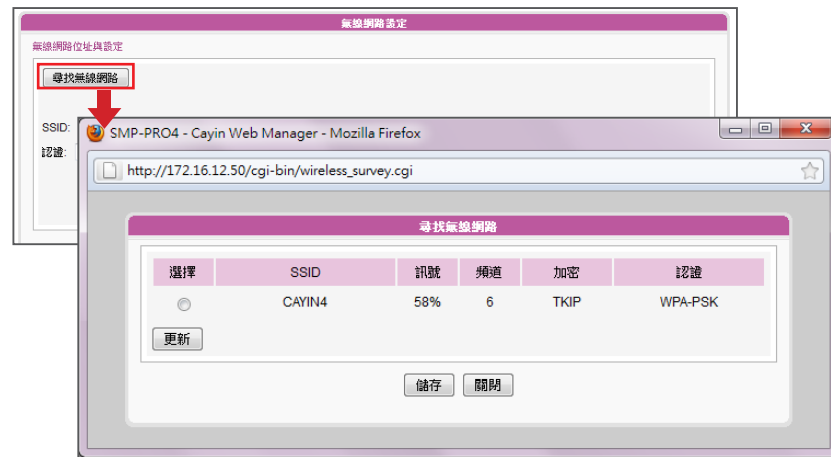 無線網路設定
無線網路位址與設定
尋找無線網路
SSID:
認證:
SMP-PRO4 - Cayin Web Manager - Mozilla Firefox
http://172.16.12.50/cgi-bin/wireless_survey.cgi
尋找無線網路
選擇 SSID 訊號 頻道 加密 認證
CAYIN4 58% 6 TKIP WPA-PSK
更新
儲存 關閉